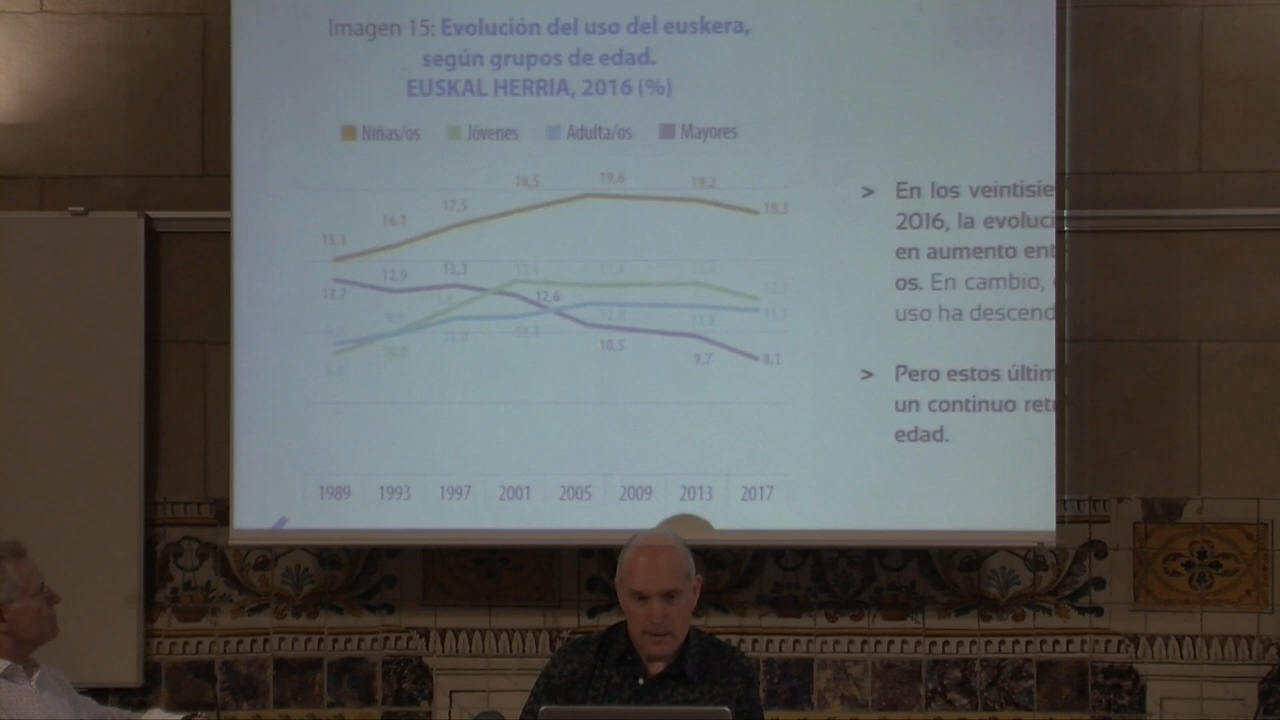 Imagen 15: Evolución del uso del euskera,
según grupos de edad.
EUSKAL HERRIA, 2016 (%)
Niñas/os Jóvenes Adulta/os Mayores
18,5 19,6 19,2
16,1 17,5 18,3
15,1
12,9 13,3
13,7 12,6
10,5
9,7 8,1
1989 1993 1997 2001 2005 2009 2013 2017
> En los veintisie
2016, la evoluci
en aumento ent
os. En cambio,
uso ha descend
> Pero estos últim
un continuo retr
edad.